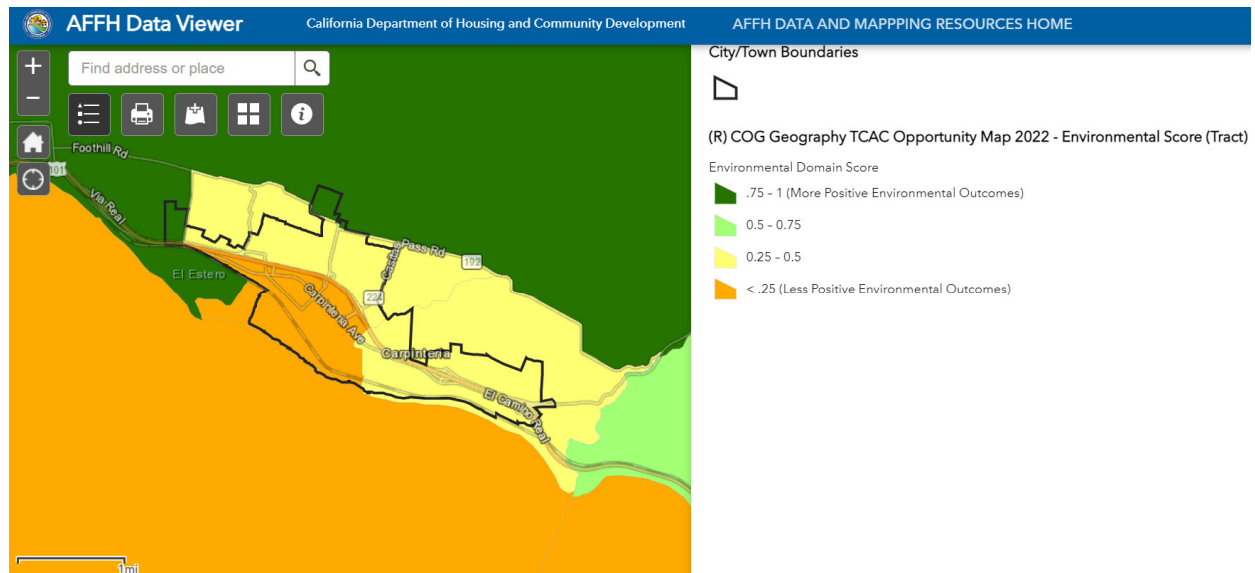 AFFH Data Viewer
California Department of Housing and Community Development
AFFH DATA AND MAPPPING RESOURCES HOME
+
Find address or place
−
Foothill Rd
101
Via Real
El Estero
Pass Rd
192
Casitas
224
Carpinteria Ave
Carpinteria
El Camino Real
1mi
City/Town Boundaries
(R) COG Geography TCAC Opportunity Map 2022 - Environmental Score (Tract)
Environmental Domain Score
.75 – 1 (More Positive Environmental Outcomes)
0.5 – 0.75
0.25 – 0.5
< .25 (Less Positive Environmental Outcomes)